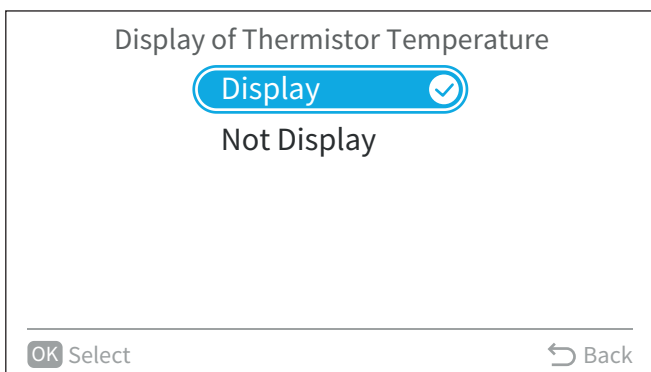 Display of Thermistor Temperature
Display
Not Display
OK Select
Back